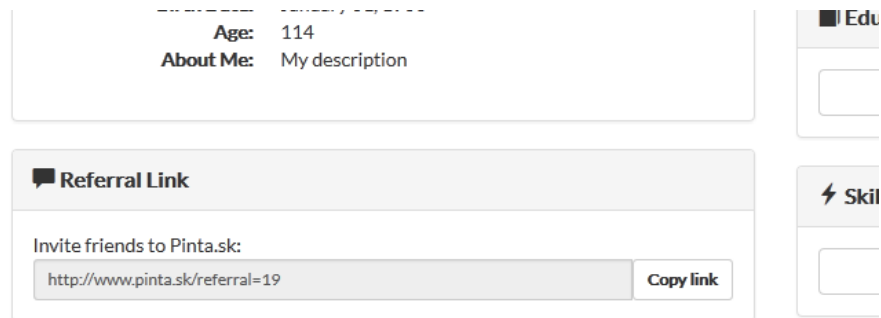 Age: 114
About Me: My description
Referral Link
Invite friends to Pinta.sk:
http://www.pinta.sk/referral=19
Copy link
Edu
Skil